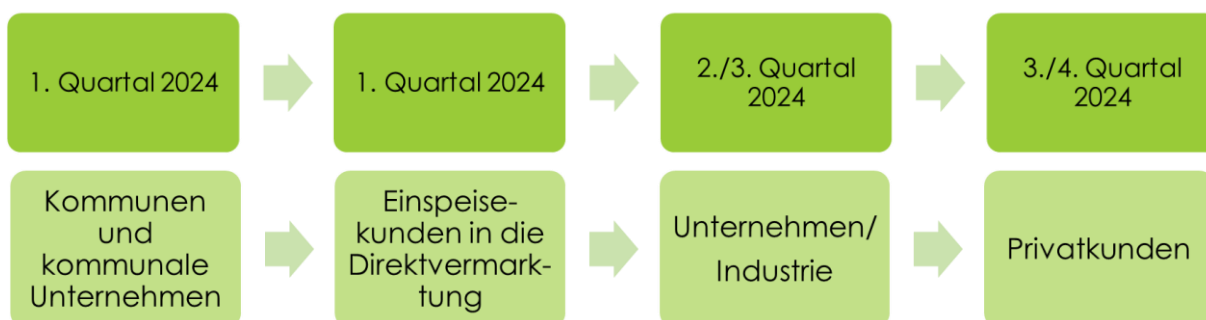 1. Quartal 2024
1. Quartal 2024
2./3. Quartal
2024
3./4. Quartal
2024
Kommunen
und
kommunale
Unternehmen
Einspeise-
kunden in die
Direktvermark-
tung
Unternehmen/
Industrie
Privatkunden